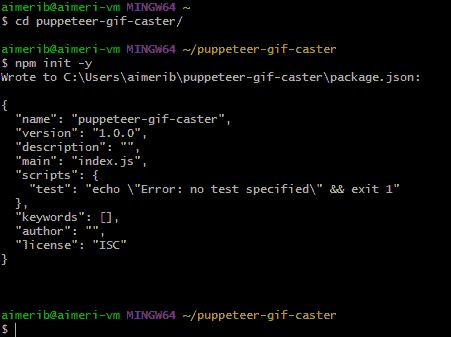 aimerib@aimeri-vm MINGW64 ~
$ cd puppeteer-gif-caster/
aimerib@aimeri-vm MINGW64 ~/puppeteer-gif-caster
$ npm init -y
Wrote to C:\Users\aimerib\puppeteer-gif-caster\package.json:
{
  "name": "puppeteer-gif-caster",
  "version": "1.0.0",
  "description": "",
  "main": "index.js",
  "scripts": {
    "test": "echo \"Error: no test specified\" && exit 1"
  },
  "keywords": [],
  "author": "",
  "license": "ISC"
}
aimerib@aimeri-vm MINGW64 ~/puppeteer-gif-caster
$